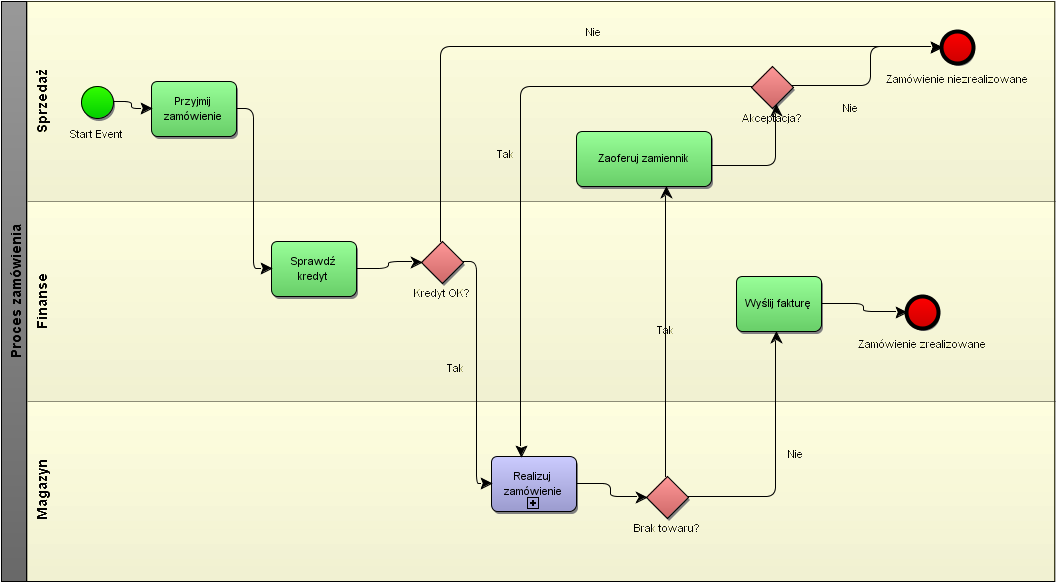 Proces zamówienia
Sprzedaż
Start Event
Przyjmij
zamówienie
Nie
Zamówienie niezrealizowane
Akceptacja?
Nie
Tak
Zaoferuj zamiennik
Finanse
Sprawdź
kredyt
Kredyt OK?
Tak
Tak
Wyślij fakturę
Zamówienie zrealizowane
Magazyn
Realizuj
zamówienie
Brak towaru?
Nie